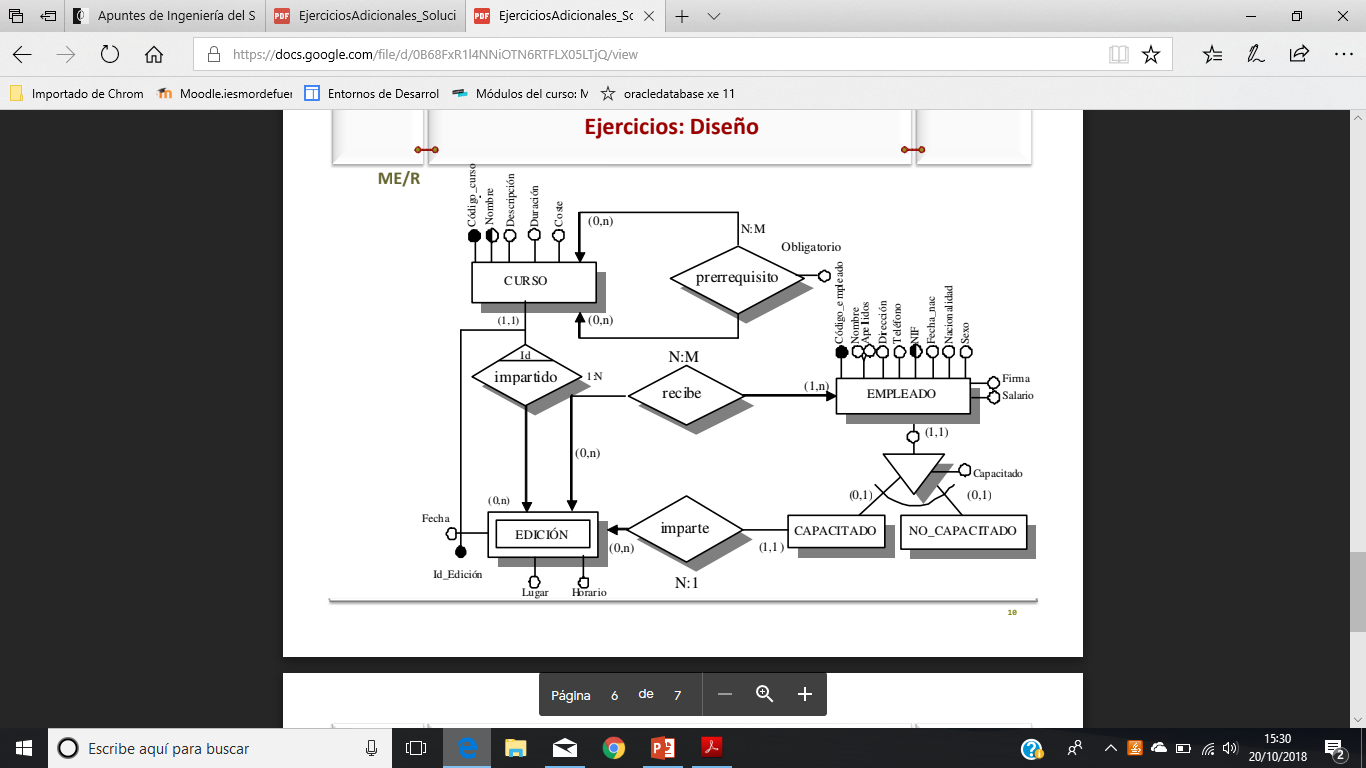 Apuntes de Ingeniería del S
EjerciciosAdicionales_Soluci
EjerciciosAdicionales_So
https://docs.google.com/file/d/0B68FxR1l4NNiOTN6RTFLX05LTjQ/view
Importado de Chrom
Moodle.iesmordefuer
Entornos de Desarrol
Módulos del curso: M
oracledatabase xe 11
Ejercicios: Diseño
ME/R
Código_curso
Nombre
Descripción
Duración
Coste
(0,n)
N:M
Obligatorio
prerrequisito
CURSO
(0,n)
(1,1)
Código_empleado
Nombre
Apellidos
Dirección
Teléfono
NIF
Fecha_nac
Nacionalidad
Sexo
Id
impartido
1:N
N:M
recibe
(1,n)
EMPLEADO
Firma
Salario
(1,1)
(0,n)
Capacitado
(0,1)
(0,1)
(0,n)
Fecha
EDICIÓN
imparte
CAPACITADO
NO_CAPACITADO
(0,n)
(1,1)
Id_Edición
Lugar
Horario
N:1
10
Página 6 de 7
Escribe aquí para buscar
15:30
20/10/2018
2